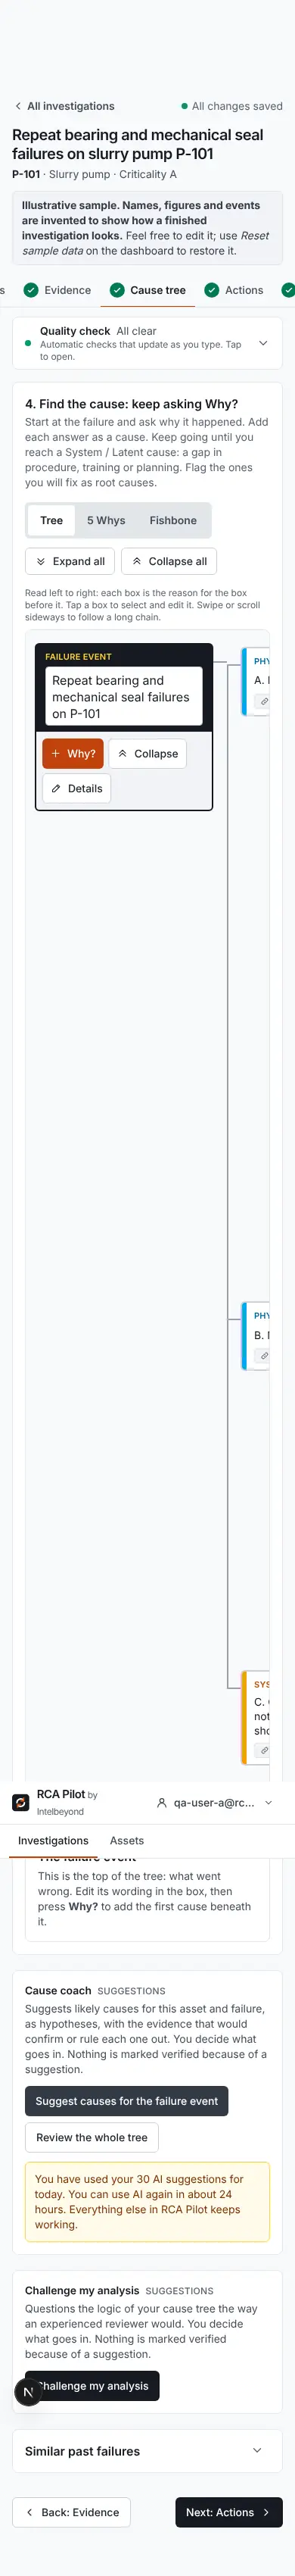 All investigations
All changes saved
Repeat bearing and mechanical seal
failures on slurry pump P-101
P-101 · Slurry pump · Criticality A
Illustrative sample. Names, figures and events
are invented to show how a finished
investigation looks. Feel free to edit it; use Reset
sample data on the dashboard to restore it.
s
Evidence
Cause tree
Actions
Quality check All clear
Automatic checks that update as you type. Tap
to open.
4. Find the cause: keep asking Why?
Start at the failure and ask why it happened. Add
each answer as a cause. Keep going until you
reach a System / Latent cause: a gap in
procedure, training or planning. Flag the ones
you will fix as root causes.
Tree
5 Whys
Fishbone
Expand all
Collapse all
Read left to right: each box is the reason for the box
before it. Tap a box to select and edit it. Swipe or scroll
sideways to follow a long chain.
FAILURE EVENT
Repeat bearing and
mechanical seal failures
on P-101
Why?
Collapse
Details
PHY
A.
PHY
B.
SYS
C.
not
sho
RCA Pilot by
Intelbeyond
qa-user-a@rc...
Investigations
Assets
The failure event
This is the top of the tree: what went
wrong. Edit its wording in the box, then
press Why? to add the first cause beneath
it.
Cause coach SUGGESTIONS
Suggests likely causes for this asset and failure,
as hypotheses, with the evidence that would
confirm or rule each one out. You decide what
goes in. Nothing is marked verified because of a
suggestion.
Suggest causes for the failure event
Review the whole tree
You have used your 30 AI suggestions for
today. You can use AI again in about 24
hours. Everything else in RCA Pilot keeps
working.
Challenge my analysis SUGGESTIONS
Questions the logic of your cause tree the way
an experienced reviewer would. You decide
what goes in. Nothing is marked verified
because of a suggestion.
N
hallenge my analysis
Similar past failures
Back: Evidence
Next: Actions